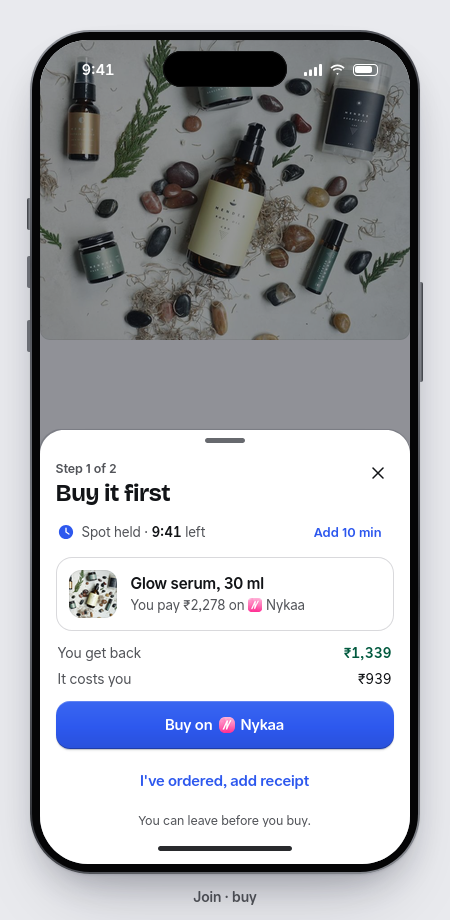 9:41
Step 1 of 2
Buy it first
Spot held · 9:41 left
Add 10 min
Glow serum, 30 ml
You pay ₹2,278 on Nykaa
You get back
₹1,339
It costs you
₹939
Buy on Nykaa
I've ordered, add receipt
You can leave before you buy.
Join · buy